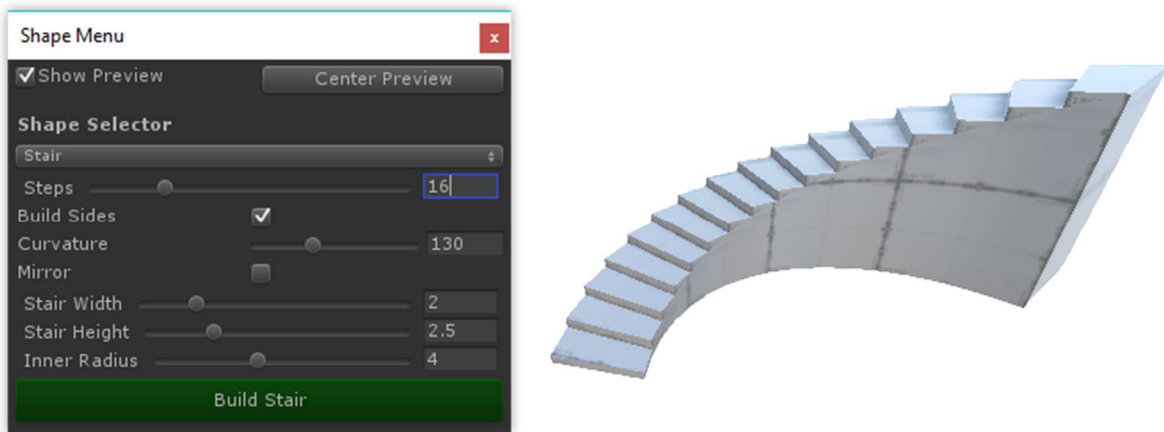 Shape Menu
x
Show Preview
Center Preview
Shape Selector
Stair
Steps 16
Build Sides
Curvature 130
Mirror
Stair Width 2
Stair Height 2.5
Inner Radius 4
Build Stair